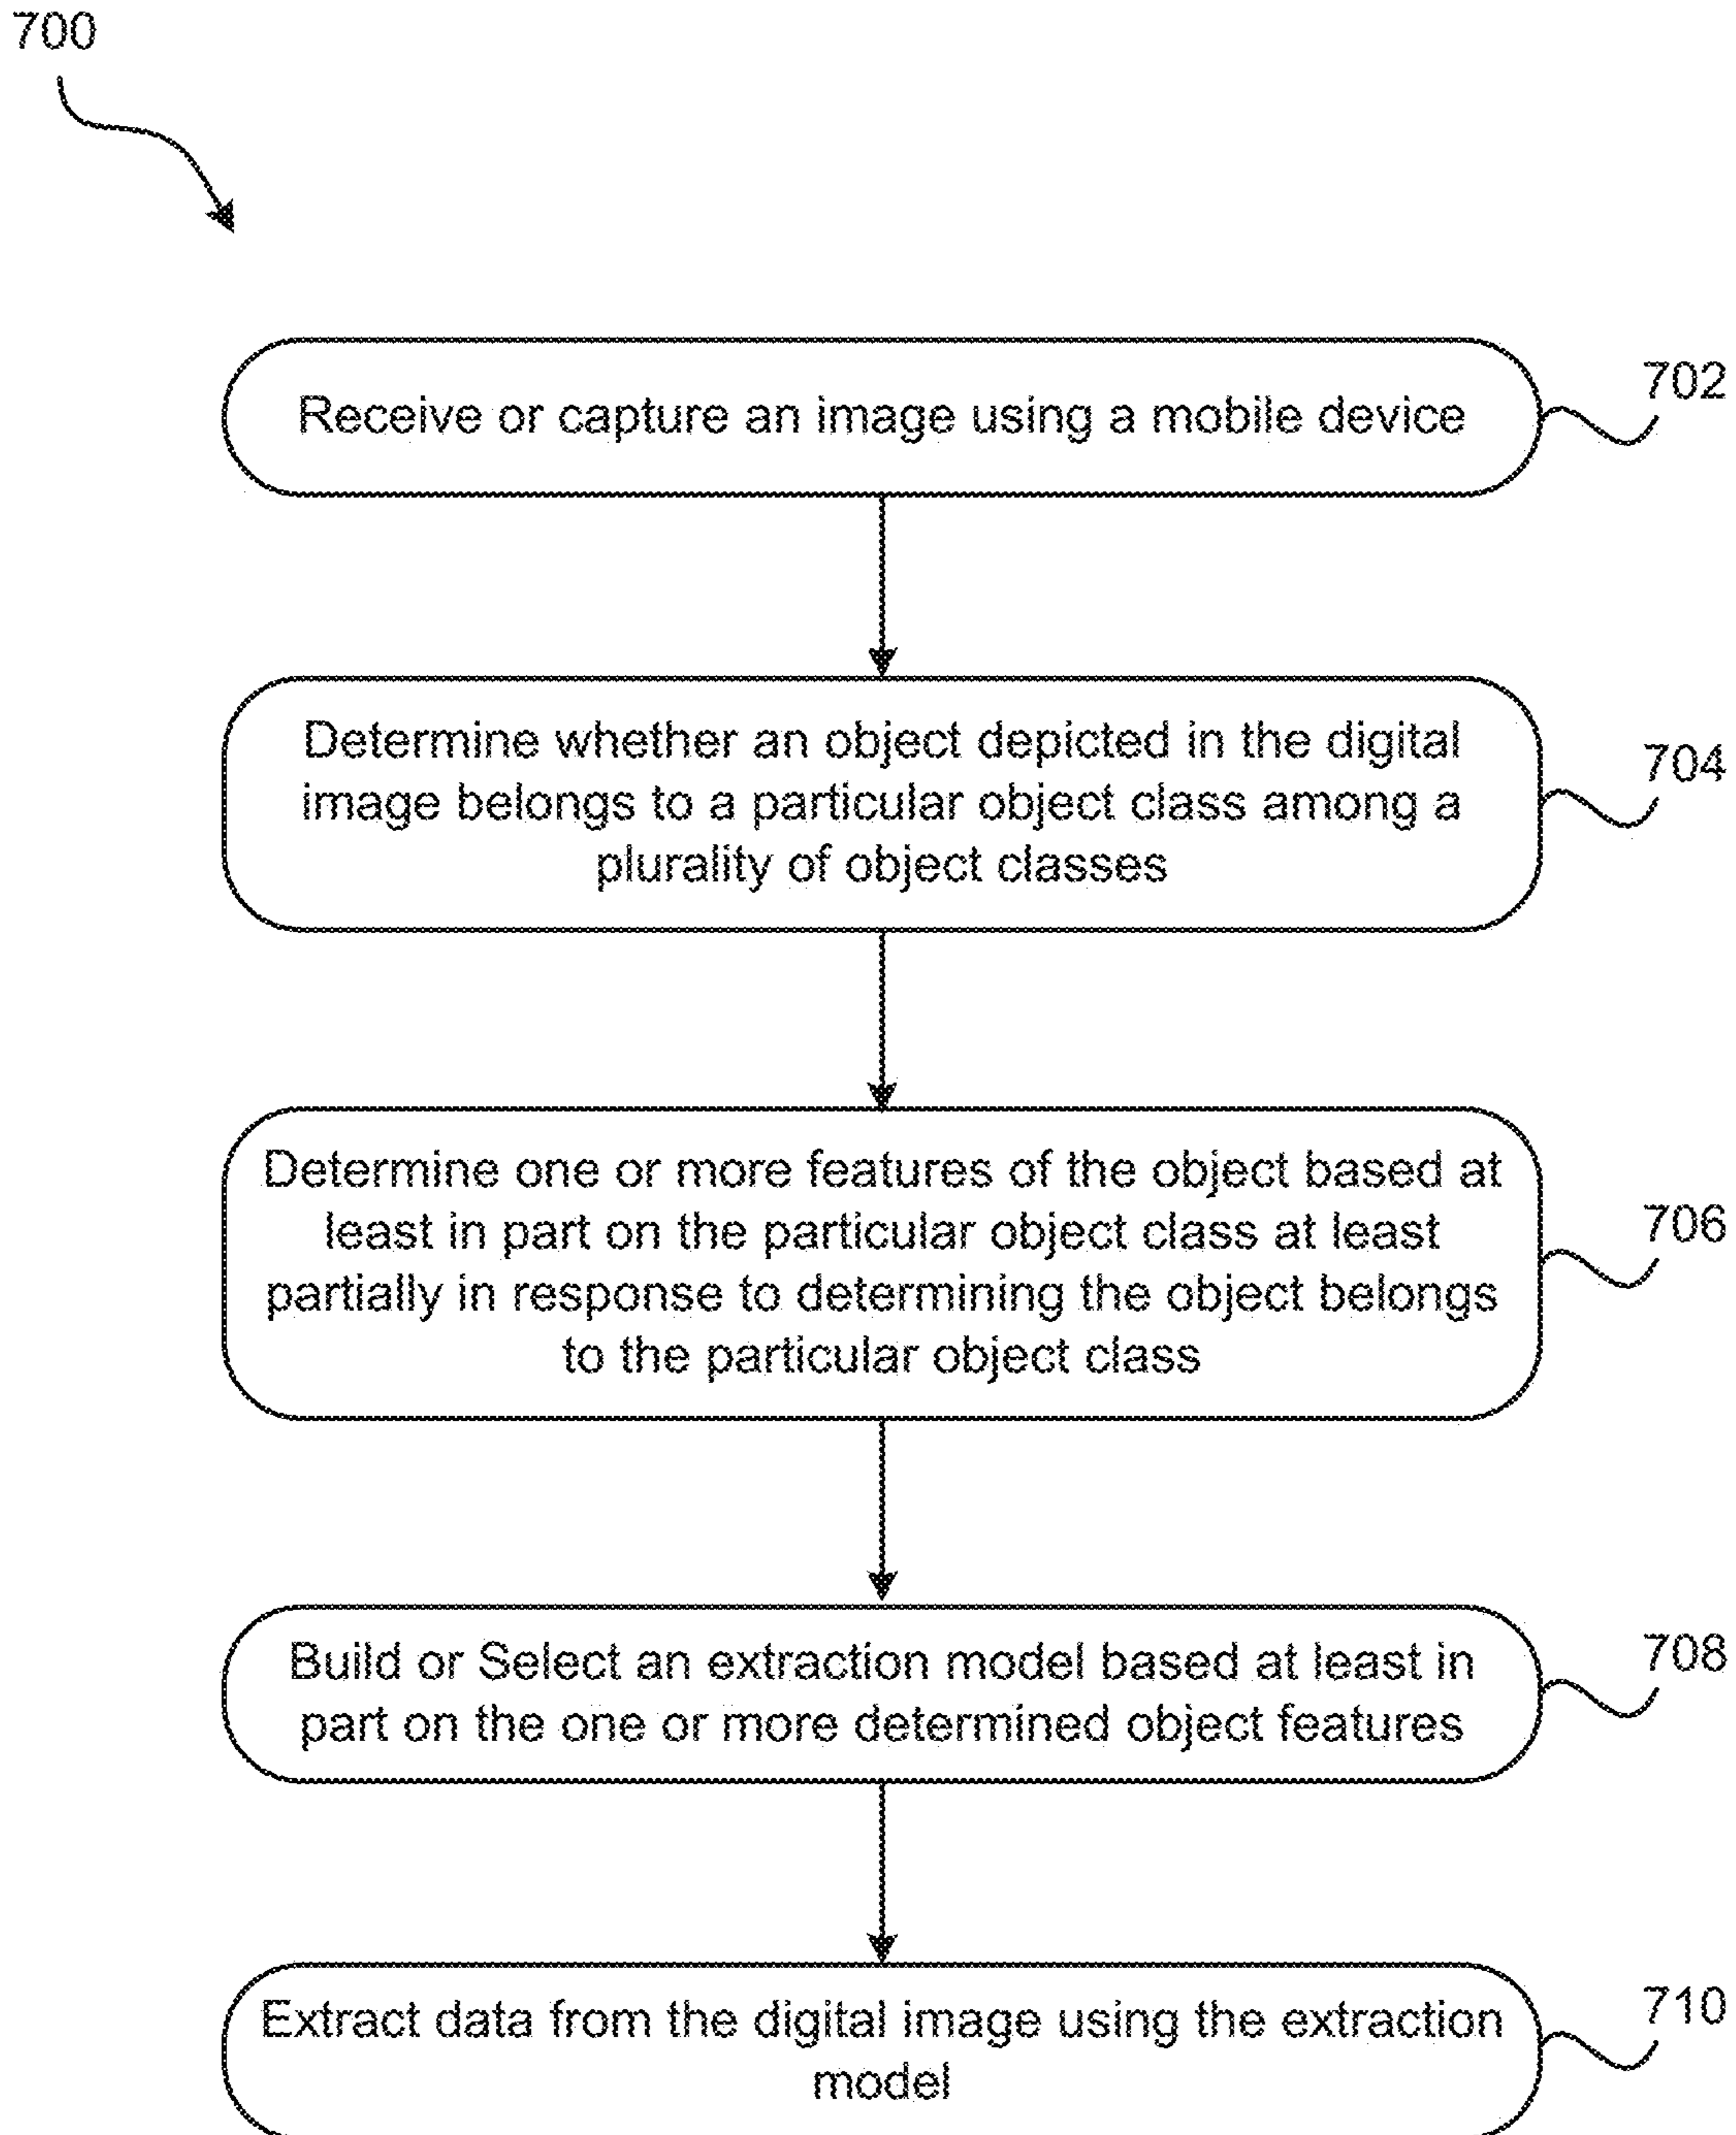 700
Receive or capture an image using a mobile device
702
Determine whether an object depicted in the digital
image belongs to a particular object class among a
plurality of object classes
704
Determine one or more features of the object based at
least in part on the particular object class at least
partially in response to determining the object belongs
to the particular object class
706
Build or Select an extraction model based at least in
part on the one or more determined object features
708
Extract data from the digital image using the extraction
model
710